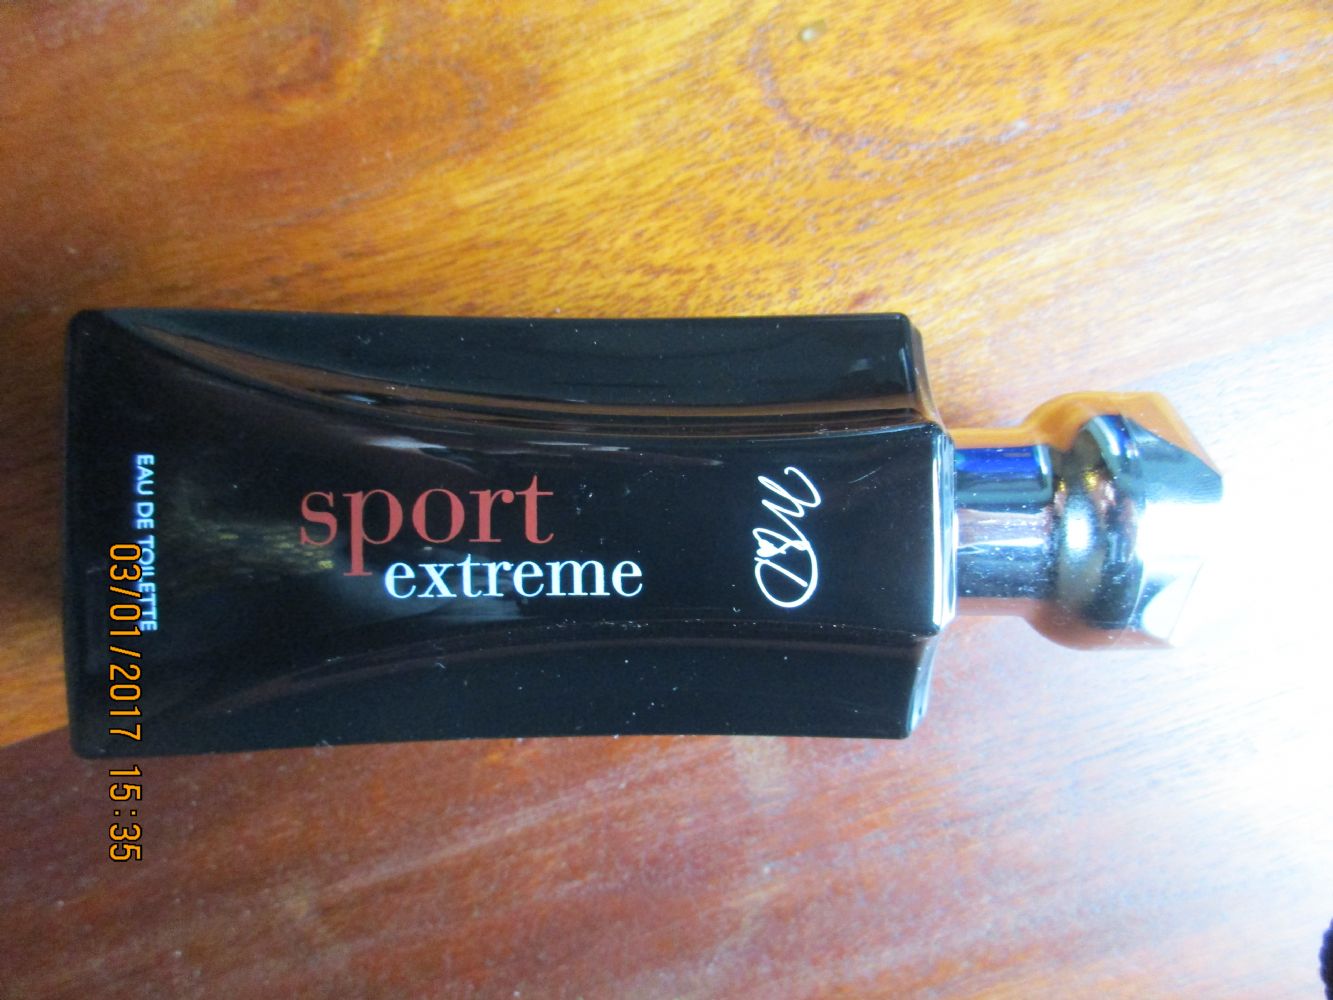 sport
extreme
M&D
EAU DE TOILETTE
03/01/2017 15:35